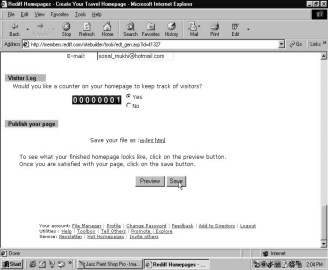 Rediff Homepages - Create Your Travel Homepage - Microsoft Internet Explorer
File Edit View Favorites Tools Help
Back Stop Refresh Home Search Favorites History Mail Print Edit
Address http://members.rediff.com/sitebuilder/tools/edt_gen.asp?id=41327 Go Links »
E-mail: sonal_mukhi@hotmail.com
Visitor Log
Would you like a counter on your homepage to keep track of visitors?
00000001 Yes
No
Publish your page
Save your file as :index.html
To see what your finished homepage looks like, click on the preview button.
Once you are satisfied with your page, click on the save button.
Preview Save
Your account: File Manager | Profile | Change Password | Feedback | Add to Directory | Logout
Utilities : Help | Toolbox | Tell Others | Promote | Explore
Service: Newsletter | Hot Homepages | Invite others
Done Internet
Start Jasc Paint Shop Pro - Ima... Rediff Homepages - ... 2:04 PM